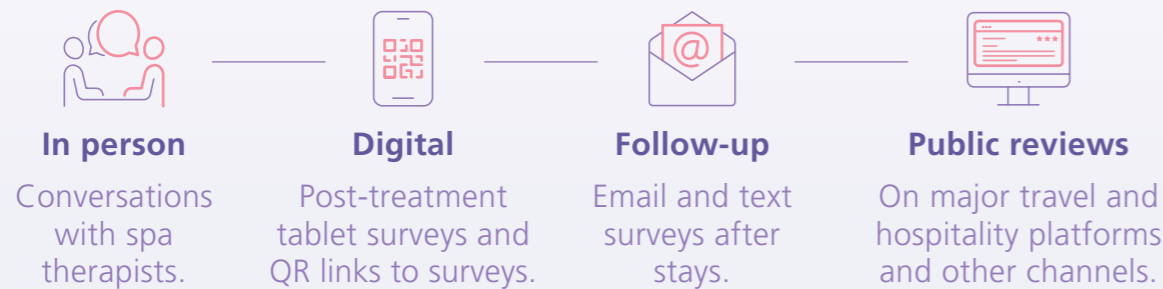 @
In person
Conversations
with spa
therapists.
Digital
Post-treatment
tablet surveys and
QR links to surveys.
Follow-up
Email and text
surveys after
stays.
Public reviews
On major travel and
hospitality platforms
and other channels.